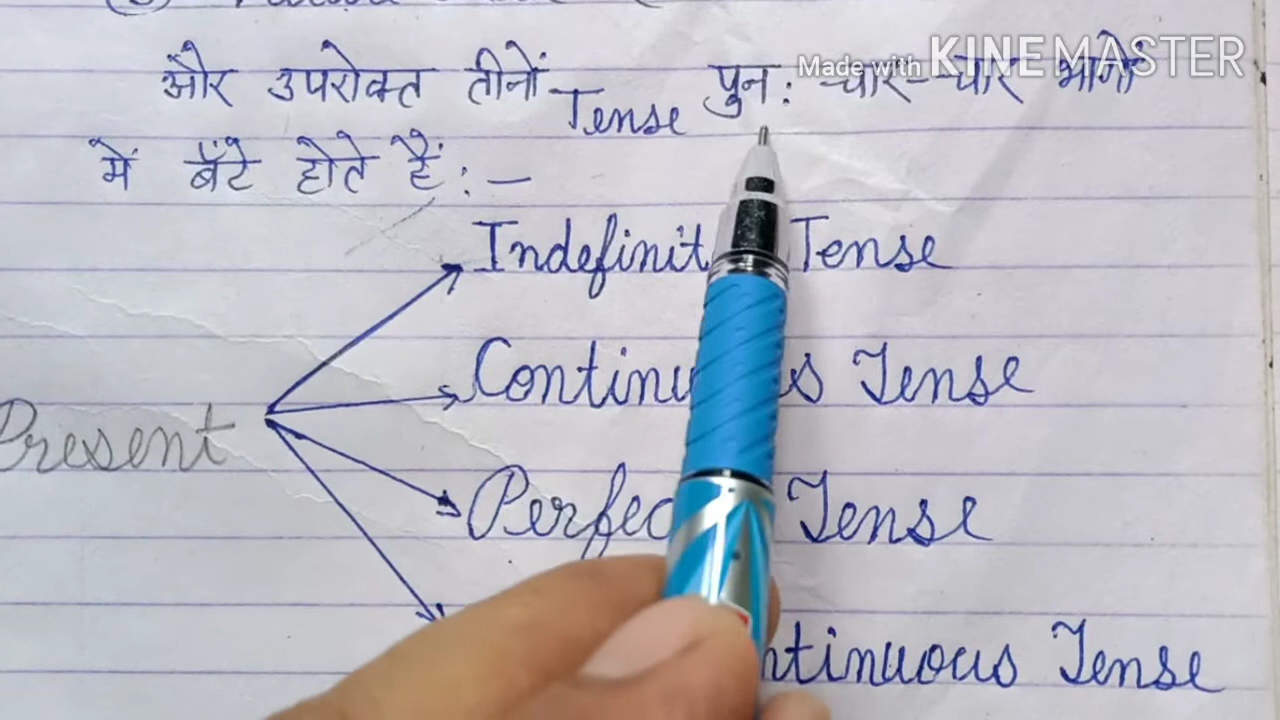 और उपरोक्त तीनों Tense पुन: चार-चार भागों
Made with KINEMASTER
में बँटे होते हैं:-
Indefinit Tense
Continu s Tense
Present
Perfec Tense
ntinuous Tense